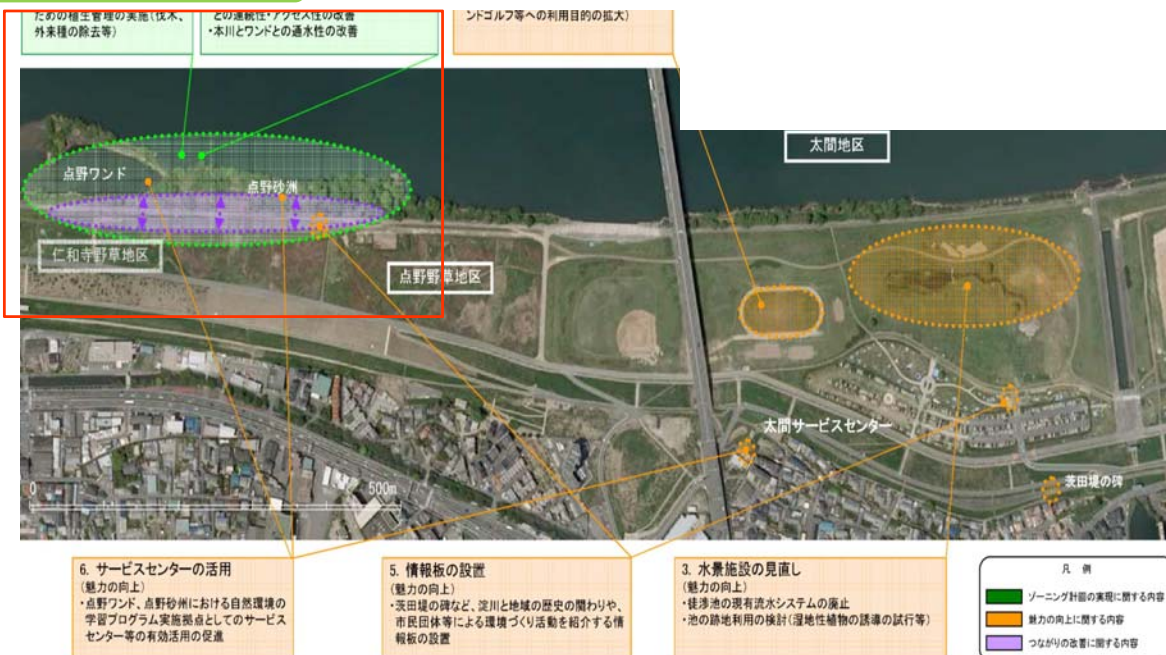 ための植生管理の実施(伐木、
外来種の除去等)
との連続性・アクセス性の改善
・本川とワンドとの通水性の改善
ンドゴルフ等への利用目的の拡大)
太間地区
点野ワンド
点野砂洲
仁和寺野草地区
点野野草地区
太間サービスセンター
茨田堤の碑
0
500m
6. サービスセンターの活用
(魅力の向上)
・点野ワンド、点野砂州における自然環境の
学習プログラム実施拠点としてのサービス
センター等の有効活用の促進
5. 情報板の設置
(魅力の向上)
・茨田堤の碑など、淀川と地域の歴史の関わりや、
市民団体等による環境づくり活動を紹介する情
報板の設置
3. 水景施設の見直し
(魅力の向上)
・徒渉池の現有流水システムの廃止
・池の跡地利用の検討(湿地性植物の誘導の試行等)
凡 例
ゾーニング計画の実現に関する内容
魅力の向上に関する内容
つながりの改善に関する内容